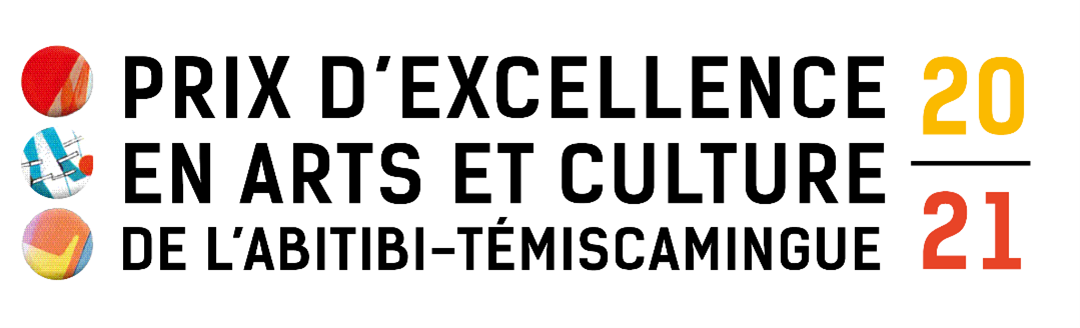 PRIX D'EXCELLENCE
EN ARTS ET CULTURE
DE L'ABITIBI-TÉMISCAMINGUE
20
21